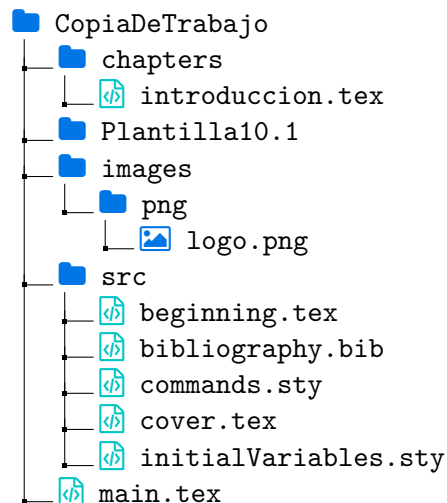 CopiaDeTrabajo
chapters
introduccion.tex
Plantilla10.1
images
png
logo.png
src
beginning.tex
bibliography.bib
commands.sty
cover.tex
initialVariables.sty
main.tex